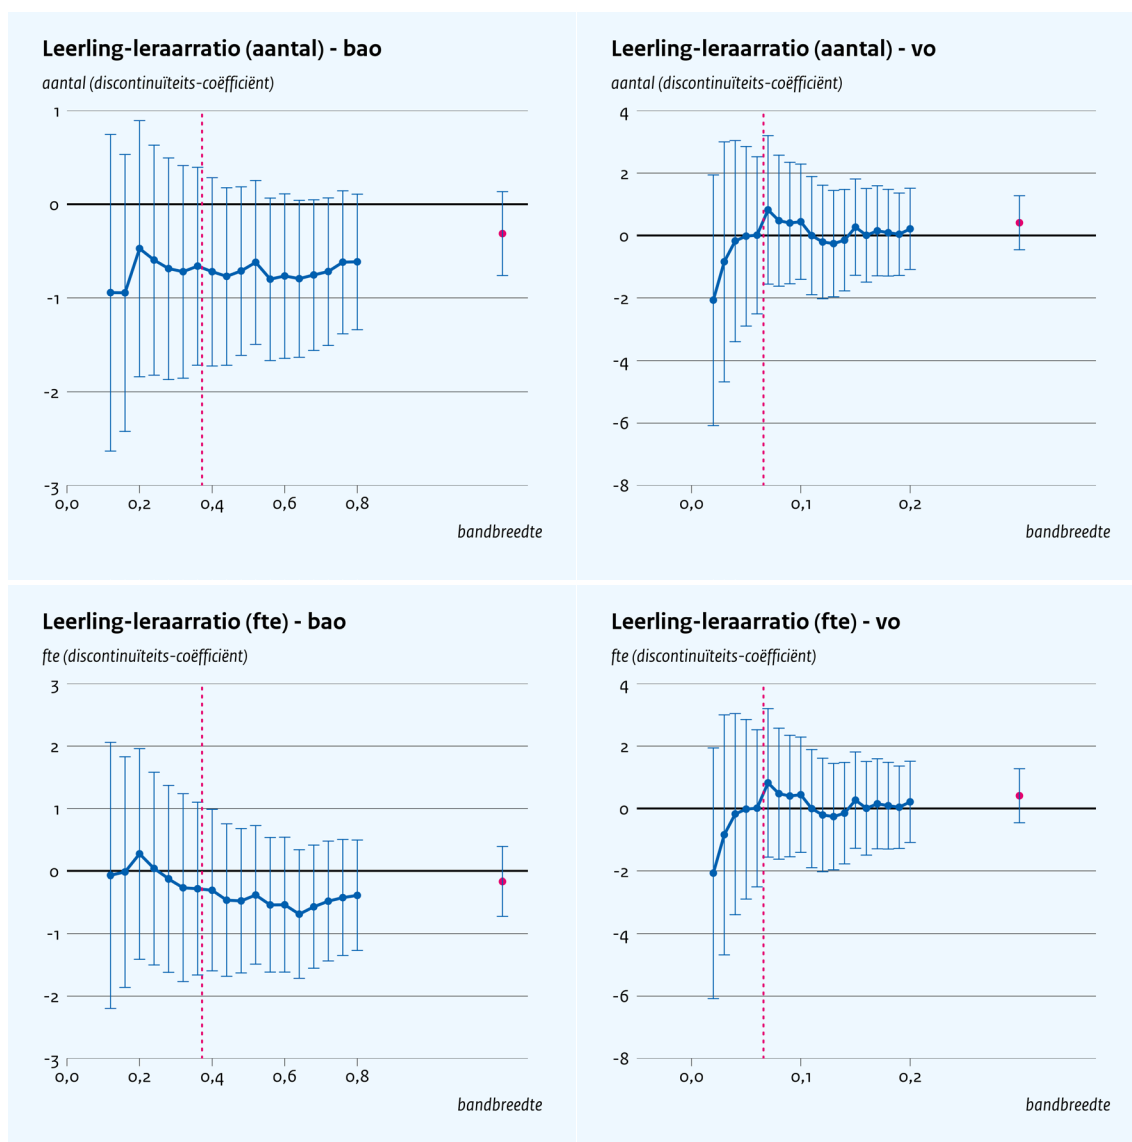 Leerling-leraarratio (aantal) - bao
aantal (discontinuïteits-coëfficiënt)
1
0
-1
-2
-3
0,0 0,2 0,4 0,6 0,8
bandbreedte
Leerling-leraarratio (aantal) - vo
aantal (discontinuïteits-coëfficiënt)
4
2
0
-2
-4
-6
-8
0,0 0,1 0,2
bandbreedte
Leerling-leraarratio (fte) - bao
fte (discontinuïteits-coëfficiënt)
3
2
1
0
-1
-2
-3
0,0 0,2 0,4 0,6 0,8
bandbreedte
Leerling-leraarratio (fte) - vo
fte (discontinuïteits-coëfficiënt)
4
2
0
-2
-4
-6
-8
0,0 0,1 0,2
bandbreedte